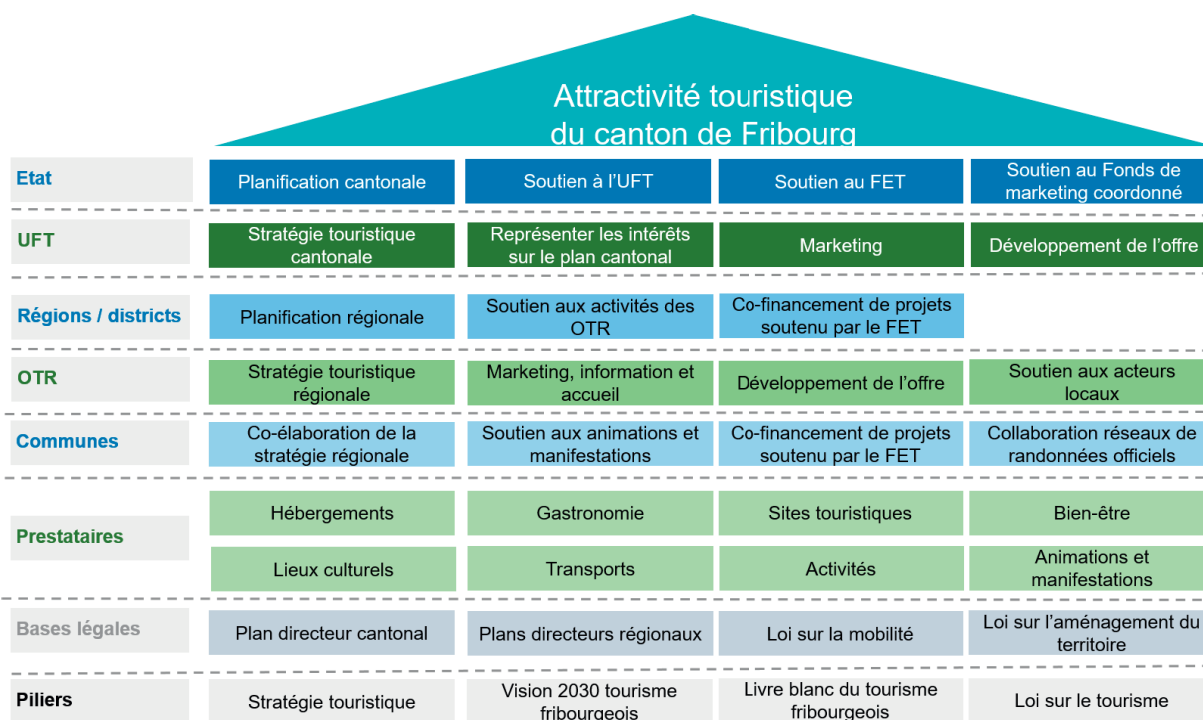 Attractivité touristique
du canton de Fribourg
Etat
Planification cantonale
Soutien à l'UFT
Soutien au FET
Soutien au Fonds de
marketing coordonné
UFT
Stratégie touristique
cantonale
Représenter les intérêts
sur le plan cantonal
Marketing
Développement de l'offre
Régions / districts
Planification régionale
Soutien aux activités des
OTR
Co-financement de projets
soutenu par le FET
OTR
Stratégie touristique
régionale
Marketing, information et
accueil
Développement de l'offre
Soutien aux acteurs
locaux
Communes
Co-élaboration de la
stratégie régionale
Soutien aux animations et
manifestations
Co-financement de projets
soutenu par le FET
Collaboration réseaux de
randonnées officiels
Prestataires
Hébergements
Gastronomie
Sites touristiques
Bien-être
Lieux culturels
Transports
Activités
Animations et
manifestations
Bases légales
Plan directeur cantonal
Plans directeurs régionaux
Loi sur la mobilité
Loi sur l'aménagement du
territoire
Piliers
Stratégie touristique
Vision 2030 tourisme
fribourgeois
Livre blanc du tourisme
fribourgeois
Loi sur le tourisme